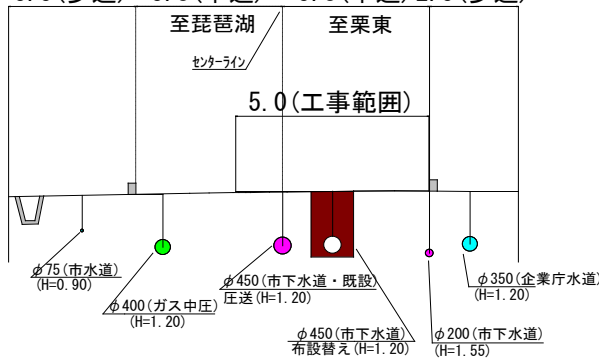 至琵琶湖 至栗東
センターライン
5.0(工事範囲)
φ75(市水道)
(H=0.90)
φ400(ガス中圧)
(H=1.20)
φ450(市下水道・既設)
圧送(H=1.20)
φ450(市下水道)
布設替え(H=1.20)
φ200(市下水道)
(H=1.55)
φ350(企業庁水道)
(H=1.20)